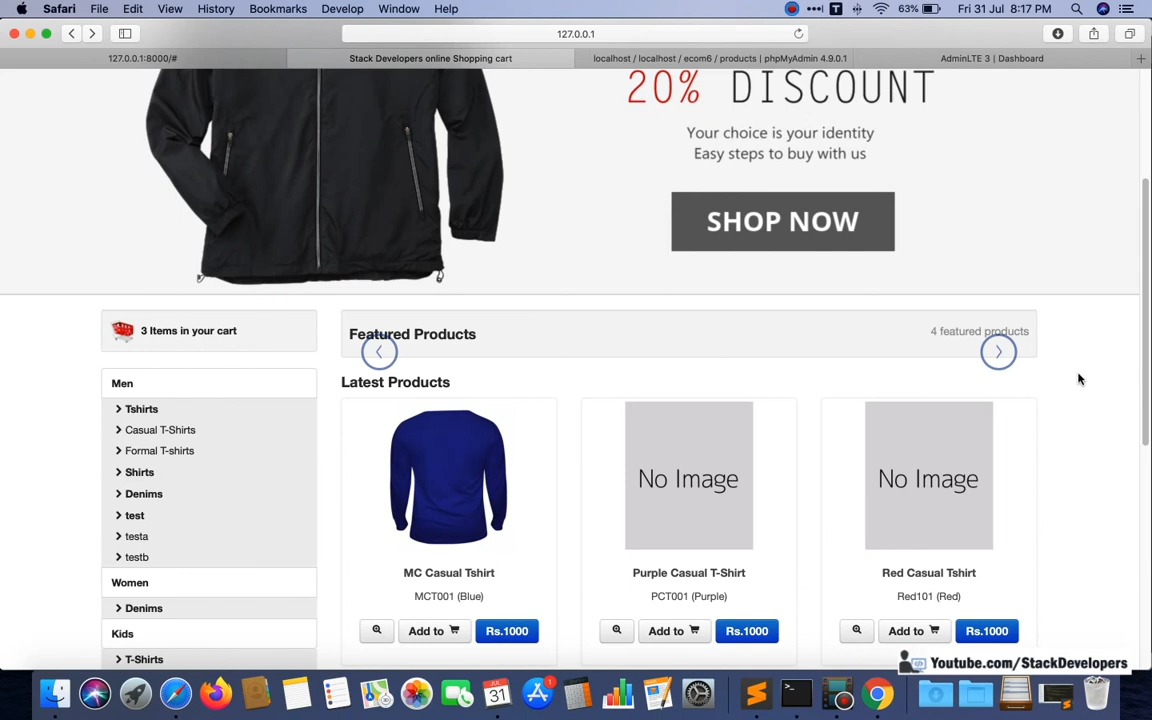 Safari File Edit View History Bookmarks Develop Window Help 63% Fri 31 Jul 8:17 PM
127.0.0.1
127.0.0.1:8000/# Stack Developers online Shopping cart localhost / localhost / ecom6 / products | phpMyAdmin 4.9.0.1 AdminLTE 3 | Dashboard
20% DISCOUNT
Your choice is your identity
Easy steps to buy with us
SHOP NOW
3 Items in your cart
Featured Products 4 featured products
Latest Products
Men
Tshirts
Casual T-Shirts
Formal T-shirts
Shirts
Denims
test
testa
testb
Women
Denims
Kids
T-Shirts
No Image No Image
MC Casual Tshirt Purple Casual T-Shirt Red Casual Tshirt
MCT001 (Blue) PCT001 (Purple) Red101 (Red)
Add to Rs.1000 Add to Rs.1000 Add to Rs.1000
Youtube.com/StackDevelopers
JUL
31
1